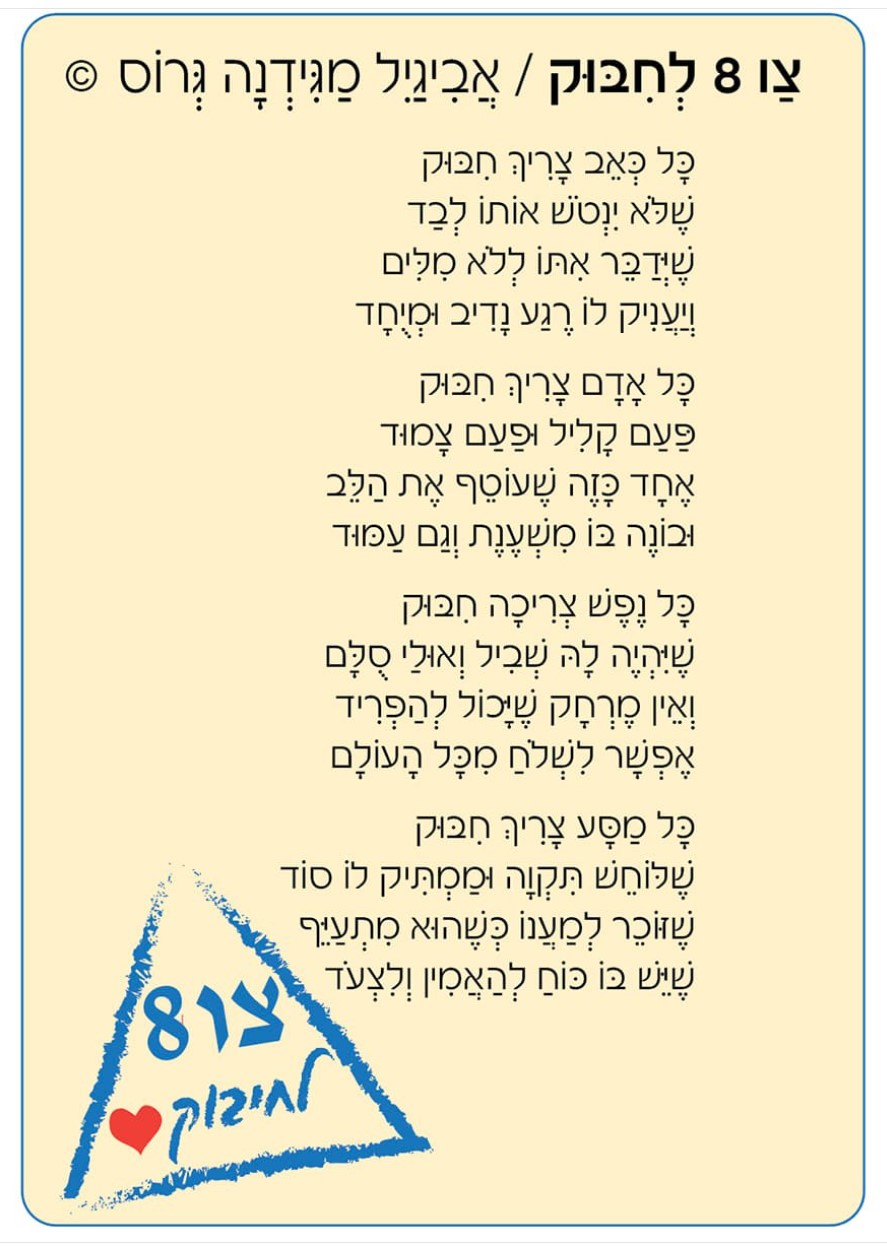 צַו 8 לְחִבּוּק / אֲבִיגַיִל מַגִּידְנָה גְּרוֹס ©
כָּל כְּאֵב צָרִיךְ חִבּוּק
שֶׁלֹּא יִנְטֹשׁ אוֹתוֹ לְבַד
שֶׁיְּדַבֵּר אִתּוֹ לְלֹא מִלִּים
וְיַעֲנִיק לוֹ רֶגַע נָדִיב וּמְיֻחָד
כָּל אָדָם צָרִיךְ חִבּוּק
פַּעַם קָלִיל וּפַעַם צָמוּד
אֶחָד כָּזֶה שֶׁעוֹטֵף אֶת הַלֵּב
וּבוֹנֶה בּוֹ מִשְׁעֶנֶת וְגַם עַמּוּד
כָּל נֶפֶשׁ צְרִיכָה חִבּוּק
שֶׁיִּהְיֶה לָהּ שְׁבִיל וְאוּלַי סֻלָּם
וְאֵין מֶרְחָק שֶׁיָּכוֹל לְהַפְרִיד
אֶפְשָׁר לִשְׁלֹחַ מִכָּל הָעוֹלָם
כָּל מַסָּע צָרִיךְ חִבּוּק
שֶׁלּוֹחֵשׁ תִּקְוָה וּמַמְתִּיק לוֹ סוֹד
שֶׁזּוֹכֵר לְמַעֲנוֹ כְּשֶׁהוּא מִתְעַיֵּף
שֶׁיֵּשׁ בּוֹ כּוֹחַ לְהַאֲמִין וְלִצְעֹד
צו 8
לחיבוק